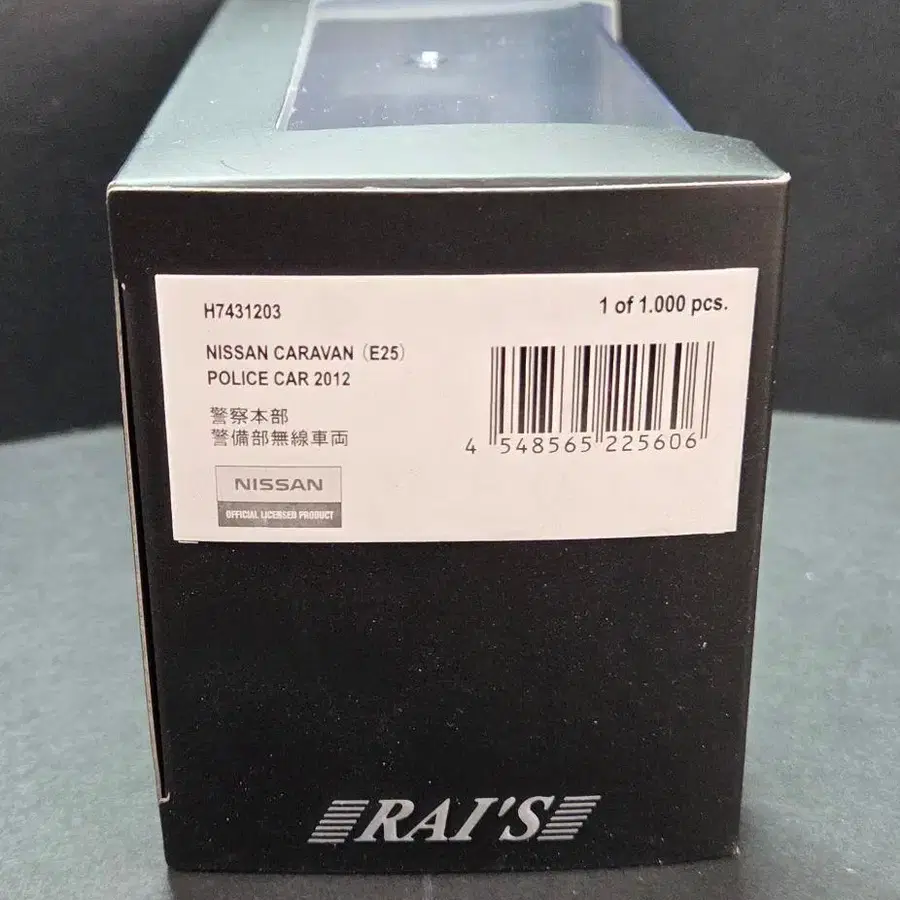 H7431203
1 of 1.000 pcs.
NISSAN CARAVAN（E25）
POLICE CAR 2012
警察本部
警備部無線車両
4 548565 225606
NISSAN
OFFICIAL LICENSED PRODUCT
RAI'S